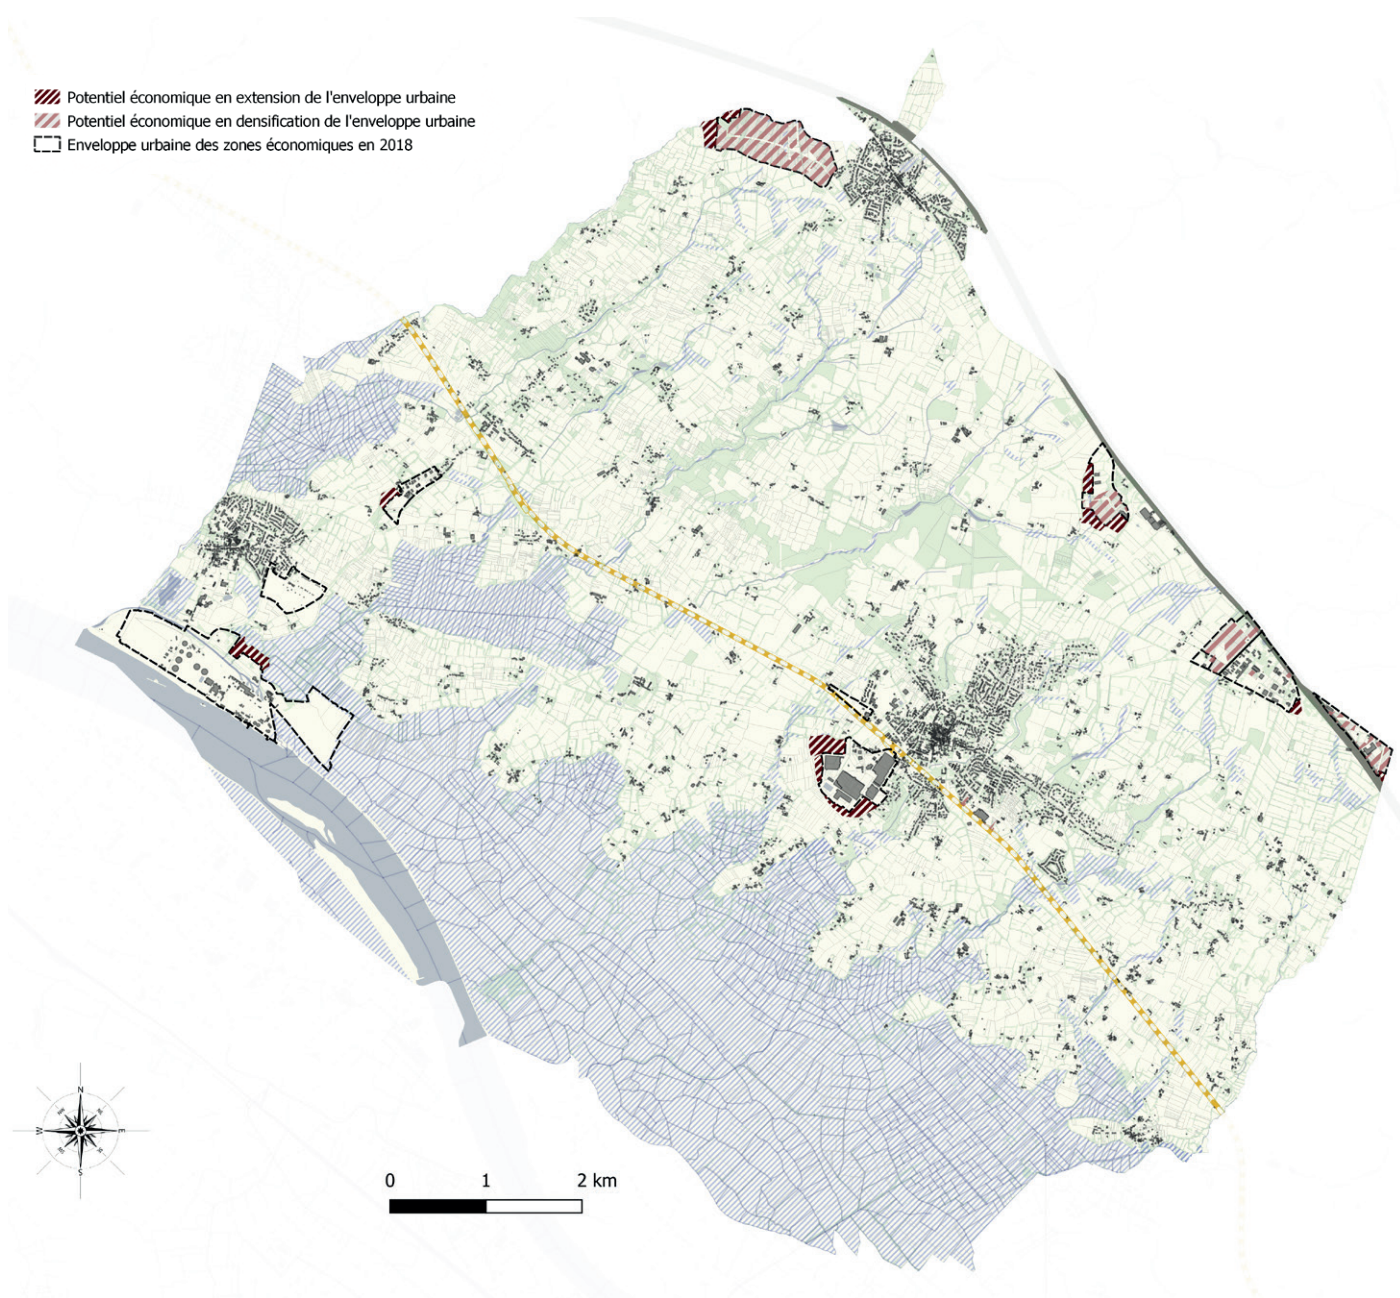 Potentiel économique en extension de l'enveloppe urbaine
Potentiel économique en densification de l'enveloppe urbaine
Enveloppe urbaine des zones économiques en 2018
N
W
E
S
0 1 2 km